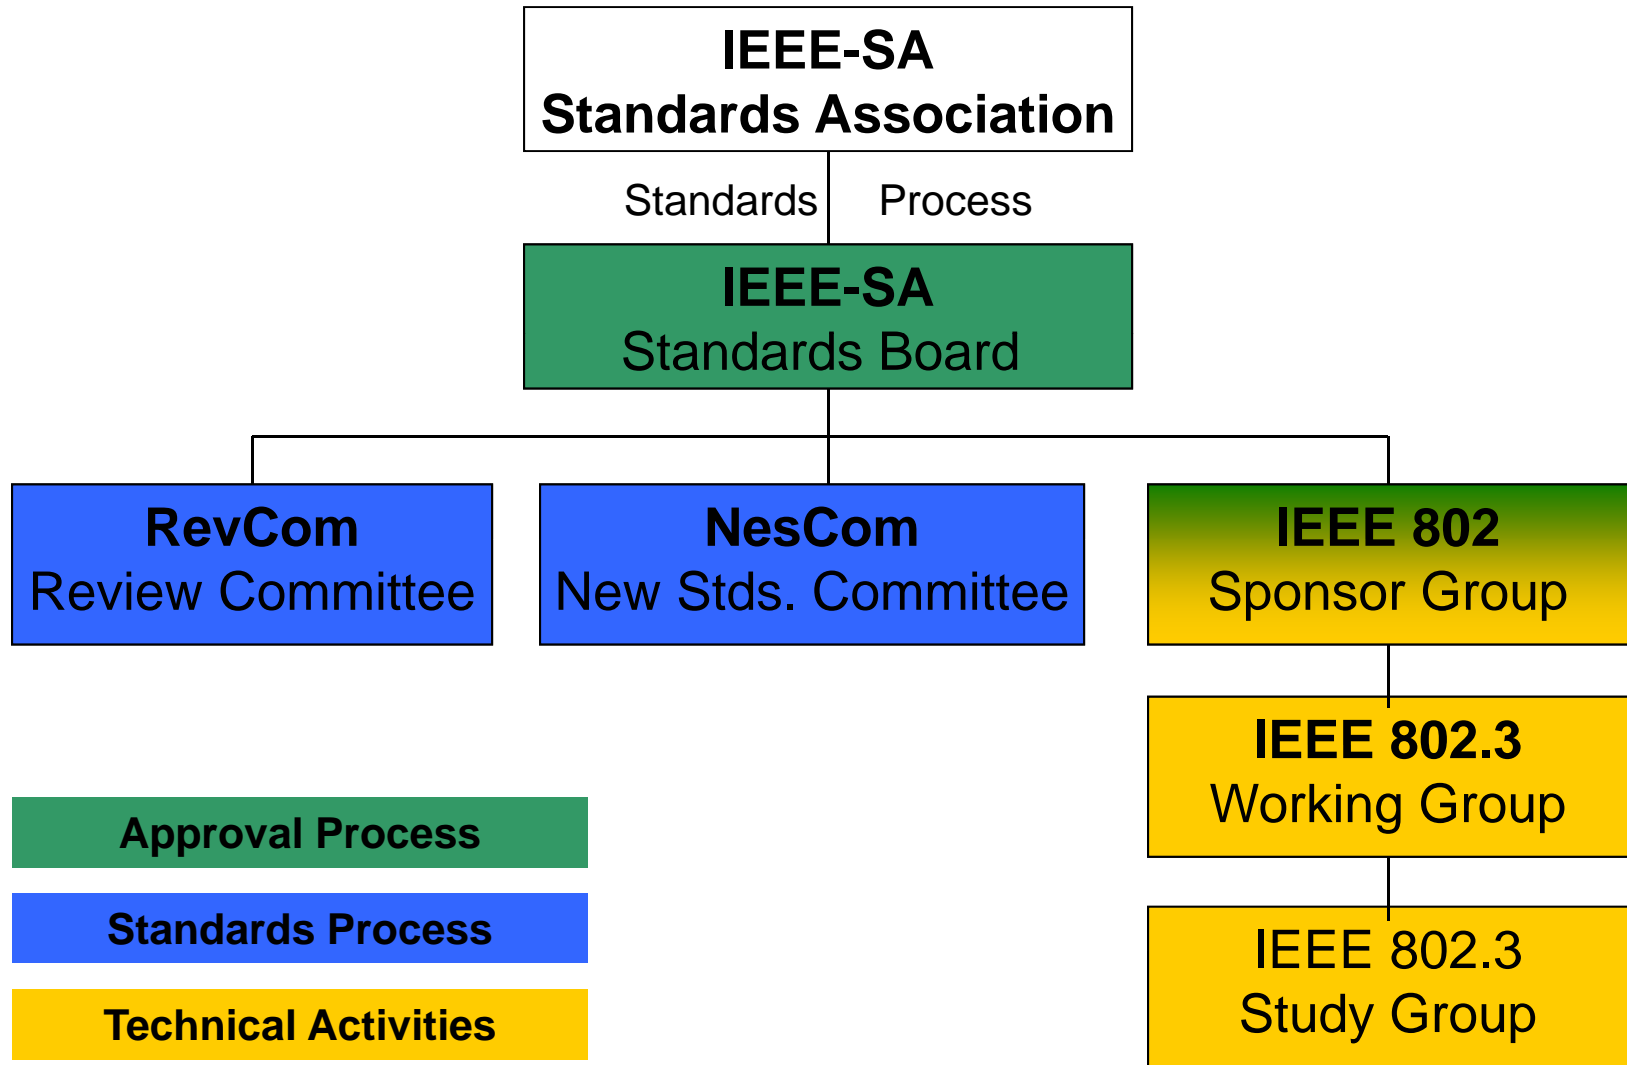 IEEE-SA
Standards Association
Standards Process
IEEE-SA
Standards Board
RevCom
Review Committee
NesCom
New Stds. Committee
IEEE 802
Sponsor Group
IEEE 802.3
Working Group
IEEE 802.3
Study Group
Approval Process
Standards Process
Technical Activities